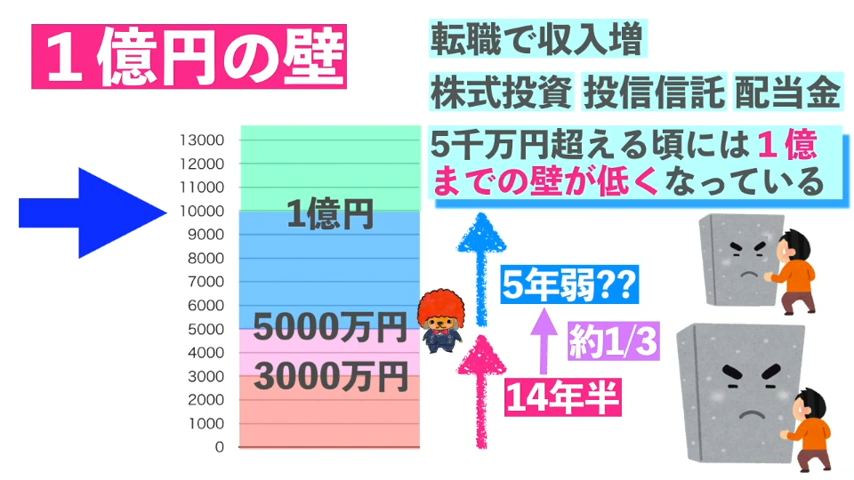 １億円の壁
転職で収入増
株式投資 投信信託 配当金
5千万円超える頃には１億
までの壁が低くなっている
13000
12000
11000
10000
9000
8000
7000
6000
5000
4000
3000
2000
1000
0
1億円
5000万円
3000万円
5年弱??
約1/3
14年半